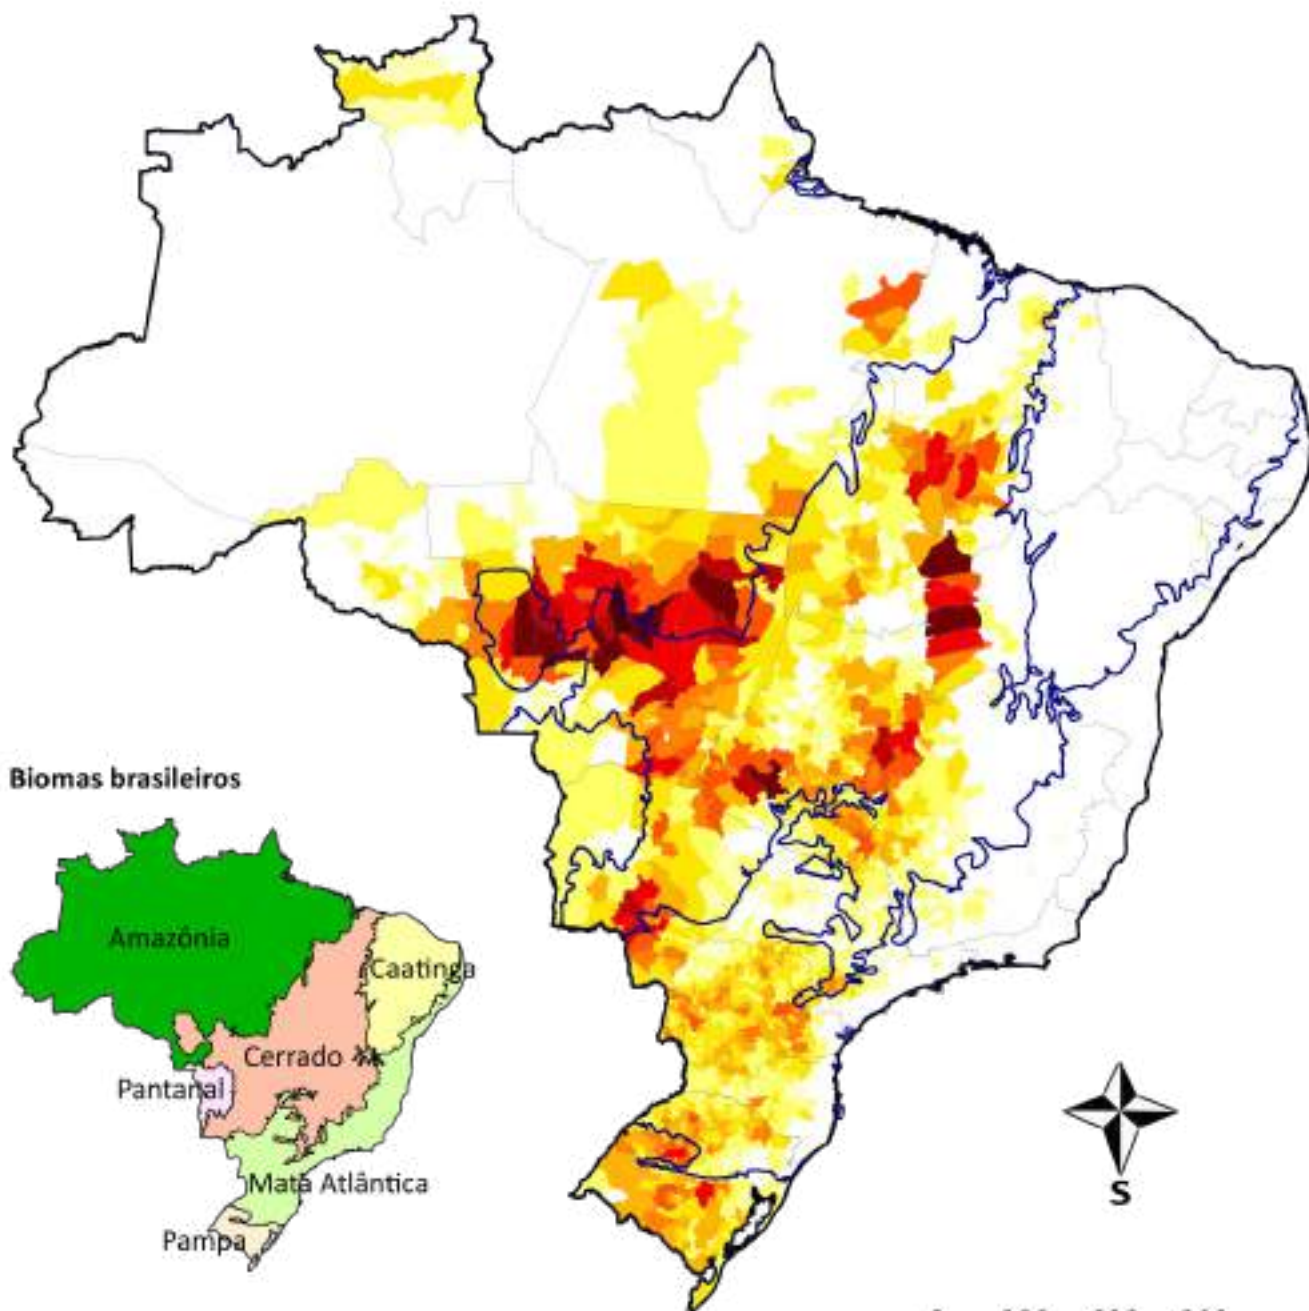 Biomas brasileiros
Amazônia
Caatinga
Cerrado
Pantanal
Mata Atlântica
Pampa
S